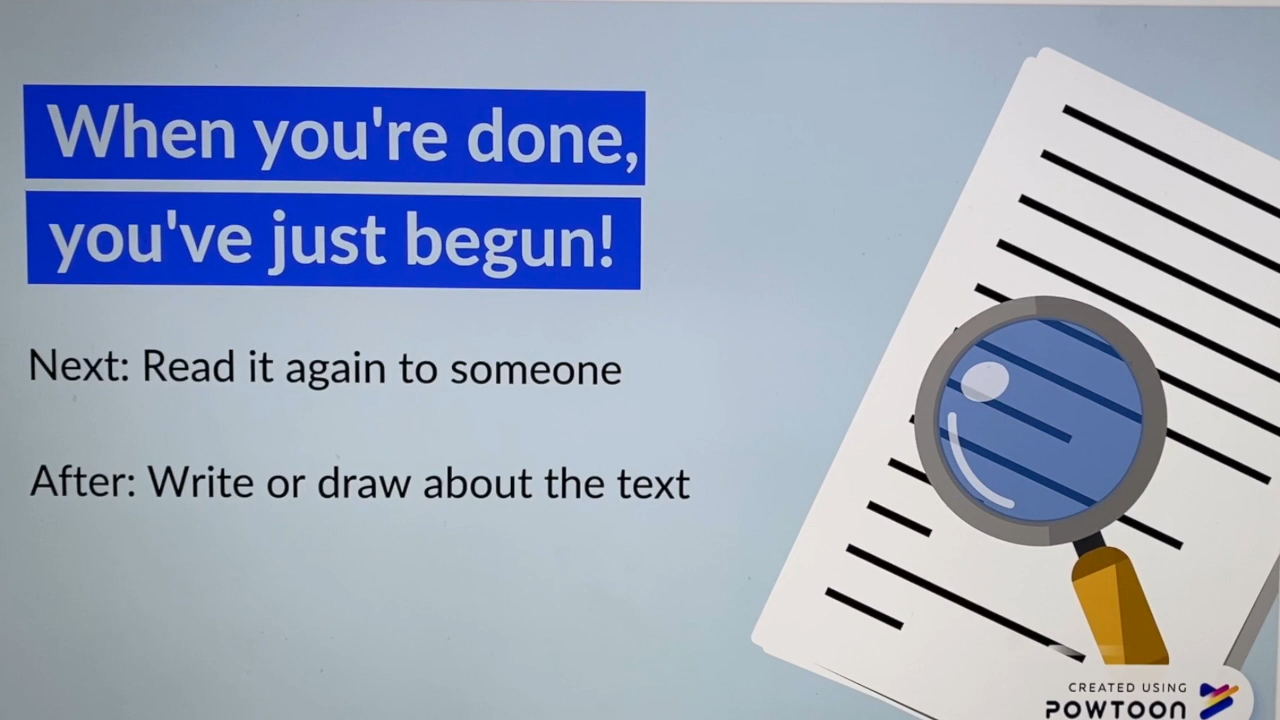 When you're done,
you've just begun!
Next: Read it again to someone
After: Write or draw about the text
CREATED USING
POWTOON